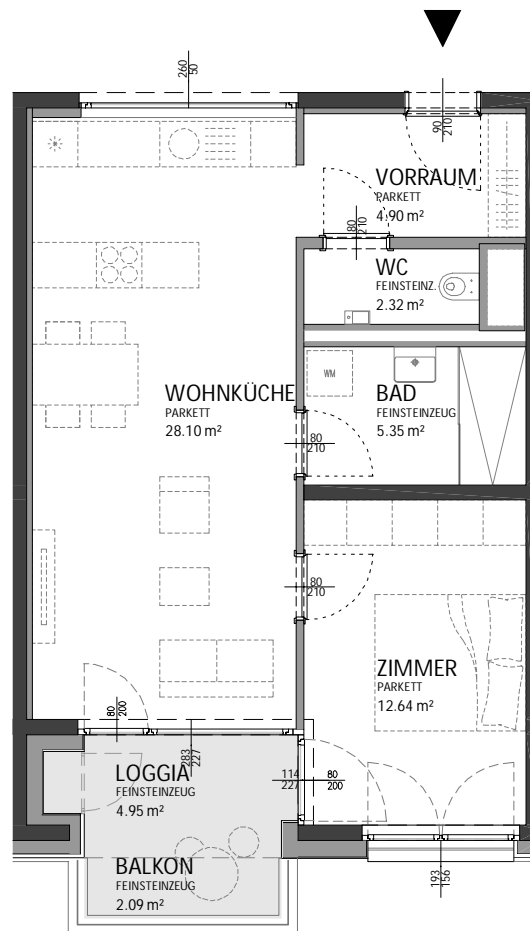 260
50
90
210
VORRAUM
PARKETT
4.90 m²
80
210
WC
FEINSTEINZ.
2.32 m²
WM
BAD
FEINSTEINZEUG
5.35 m²
WOHNKÜCHE
PARKETT
28.10 m²
80
210
80
210
ZIMMER
PARKETT
12.64 m²
80
200
283
227
LOGGIA
FEINSTEINZEUG
4.95 m²
114
227
80
200
BALKON
FEINSTEINZEUG
2.09 m²
193
156